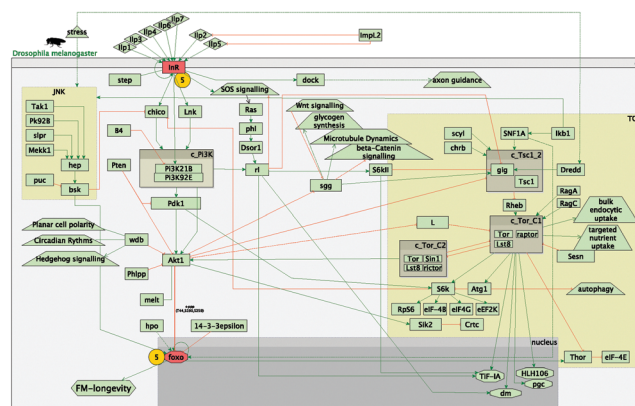 Ilp7
Ilp6
Ilp4
Ilp3
Ilp1
Ilp2
Ilp5
ImpL2
stress
Drosophila melanogaster
InR
5
step
dock
axon guidance
SOS signalling
JNK
Tak1
Pk92B
slpr
Mekk1
hep
puc
bsk
chico
Lnk
Ras
phl
Dsor1
rl
Wnt signalling
glycogen
synthesis
Microtubule Dynamics
beta-Catenin
signalling
TO
scyl
chrb
SNF1A
Ikb1
84
Pten
c_Pi3K
Pi3K21B
Pi3K92E
S6kII
sgg
c_Tsc1_2
gig
Tsc1
Dredd
Pdk1
Rheb
RagA
RagC
bulk
endocytic
uptake
Planar cell polarity
Circadian Rythms
Hedgehog signalling
wdb
Akt1
Phlpp
L
c_Tor_C1
Tor
raptor
Lst8
c_Tor_C2
Tor
Sin1
Lst8
rictor
targeted
nutrient
uptake
Sesn
melt
S6k
Atg1
autophagy
RpS6
eIF-4B
eIF4G
eEF2K
hpo
14-3-3epsilon
Sik2
Crtc
nucleus
5
foxo
Thor
eIF-4E
FM-longevity
TIF-IA
HLH106
pgc
dm